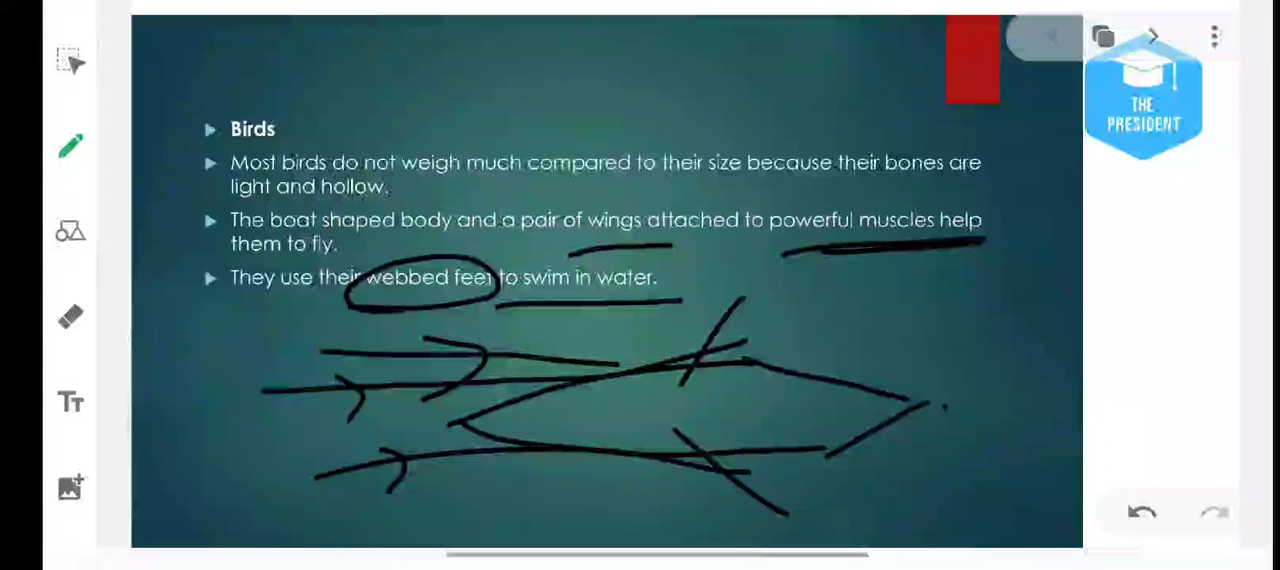 Birds
Most birds do not weigh much compared to their size because their bones are
light and hollow.
The boat shaped body and a pair of wings attached to powerful muscles help
them to fly.
They use their webbed feet to swim in water.
THE
PRESIDENT
TT